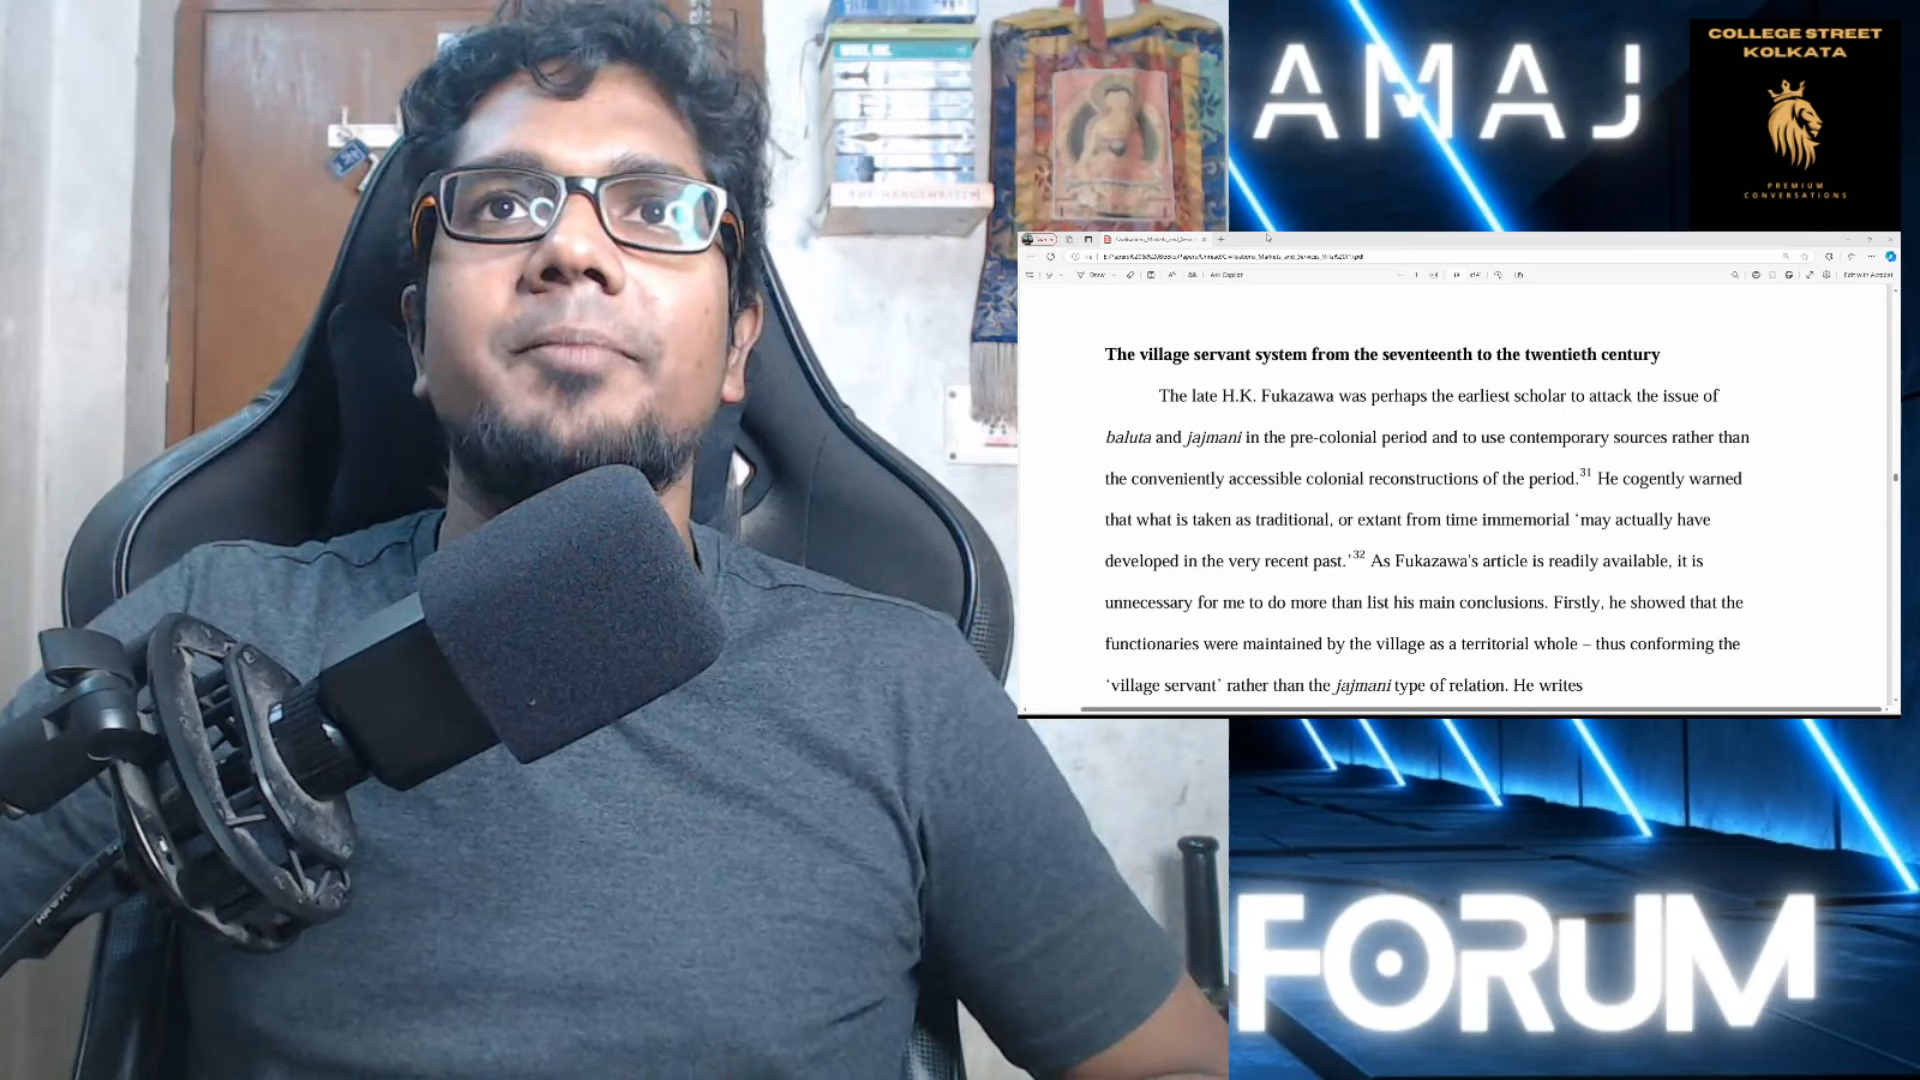 AMAJ
COLLEGE STREET
KOLKATA
PREMIUM
CONVERSATIONS
Draw
Ask Copilot
Edit with Acrobat
The village servant system from the seventeenth to the twentieth century
The late H.K. Fukazawa was perhaps the earliest scholar to attack the issue of
baluta and jajmani in the pre-colonial period and to use contemporary sources rather than
the conveniently accessible colonial reconstructions of the period.31 He cogently warned
that what is taken as traditional, or extant from time immemorial ‘may actually have
developed in the very recent past.’32 As Fukazawa's article is readily available, it is
unnecessary for me to do more than list his main conclusions. Firstly, he showed that the
functionaries were maintained by the village as a territorial whole – thus conforming the
‘village servant’ rather than the jajmani type of relation. He writes
FORUM